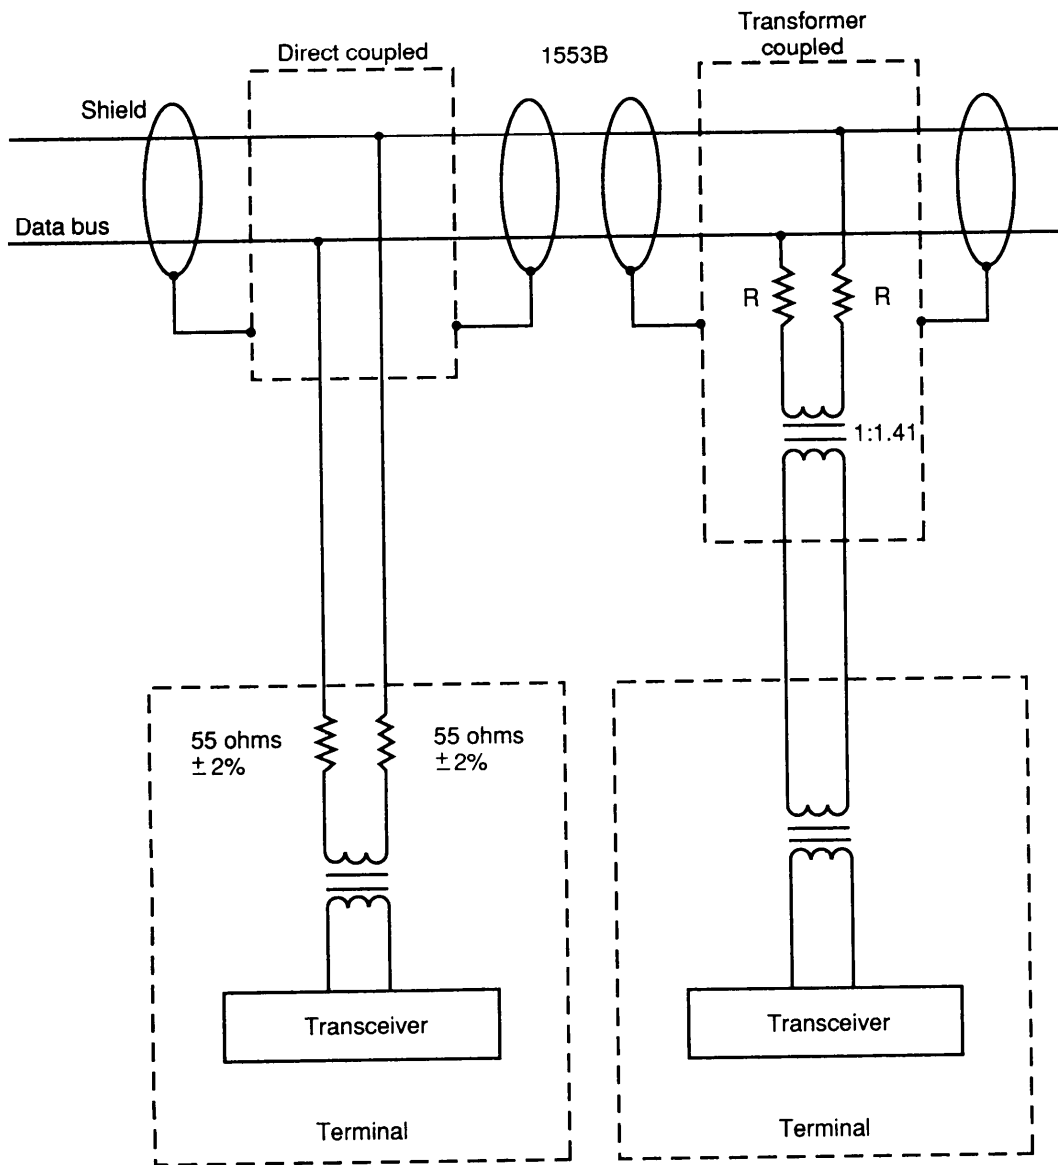 Direct coupled
1553B
Transformer
coupled
Shield
Data bus
R
R
1:1.41
55 ohms
± 2%
55 ohms
± 2%
Transceiver
Transceiver
Terminal
Terminal